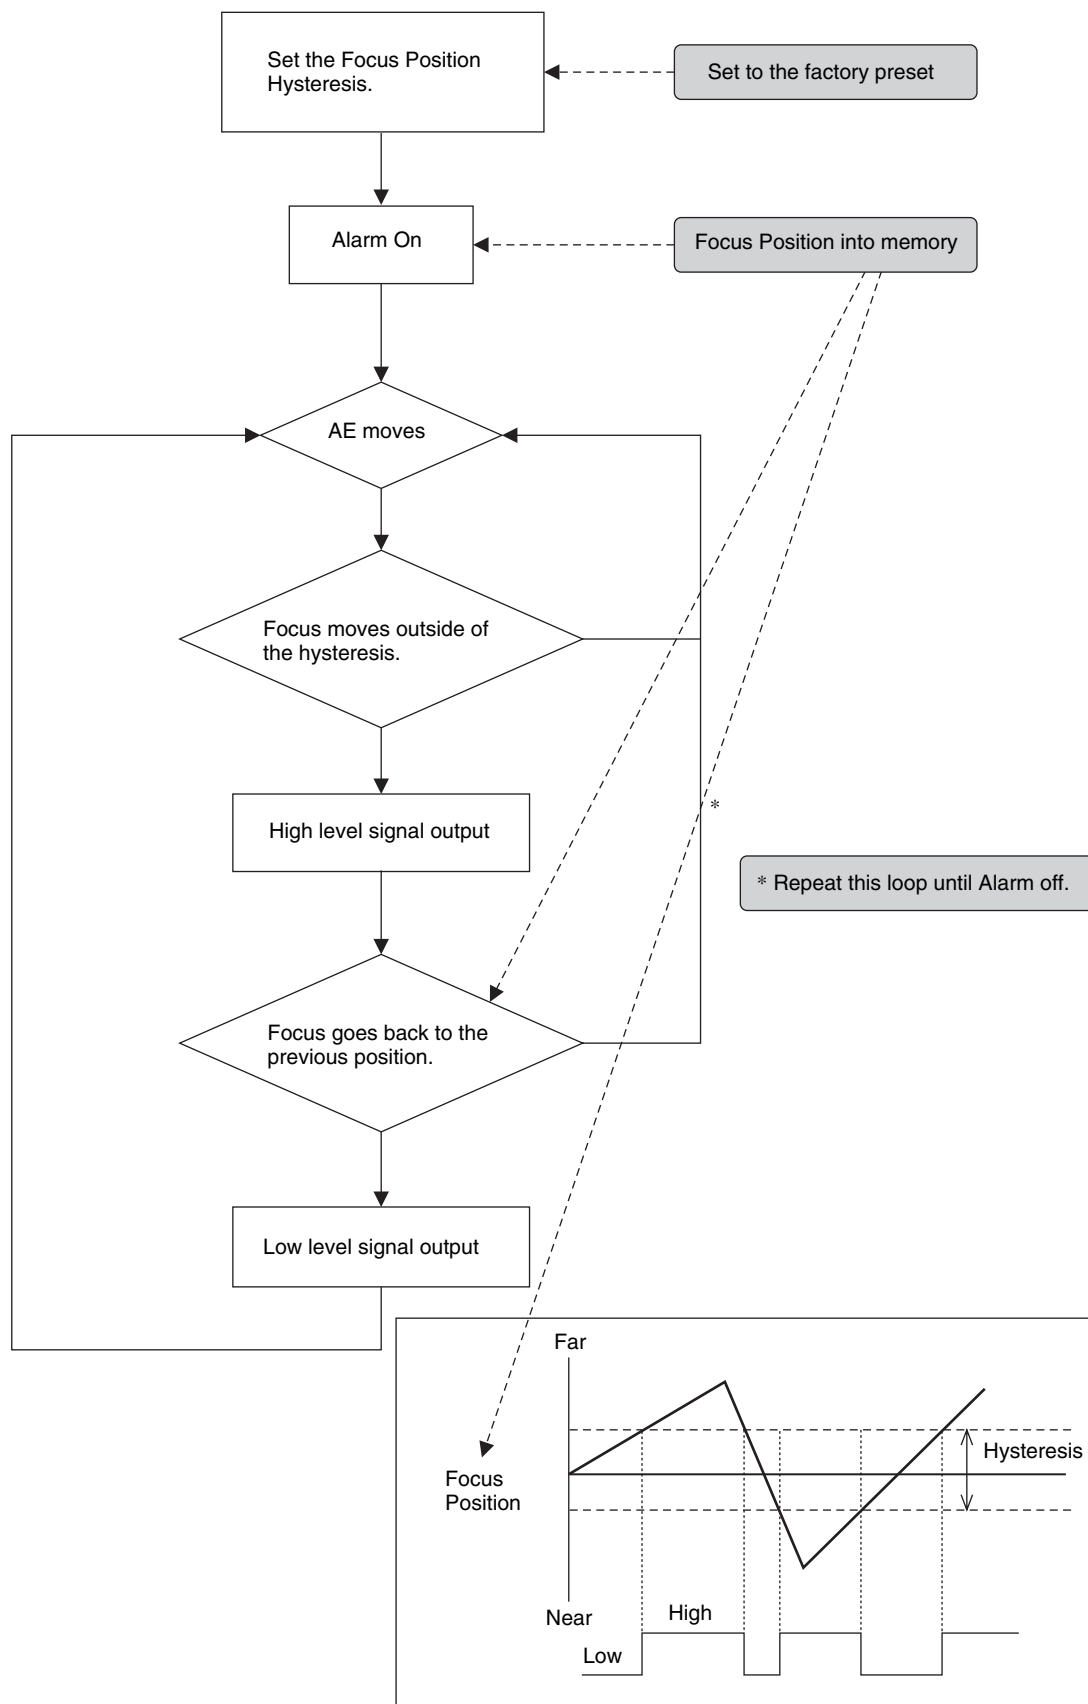 Set the Focus Position
Hysteresis.
Set to the factory preset
Alarm On
Focus Position into memory
AE moves
Focus moves outside of
the hysteresis.
High level signal output
*
* Repeat this loop until Alarm off.
Focus goes back to the
previous position.
Low level signal output
Far
Hysteresis
Focus
Position
Near
High
Low